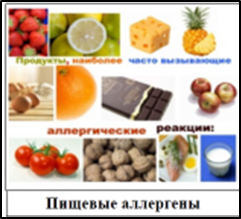 Продукты, наиболее часто вызывающие
аллергические реакции:
Пищевые аллергены